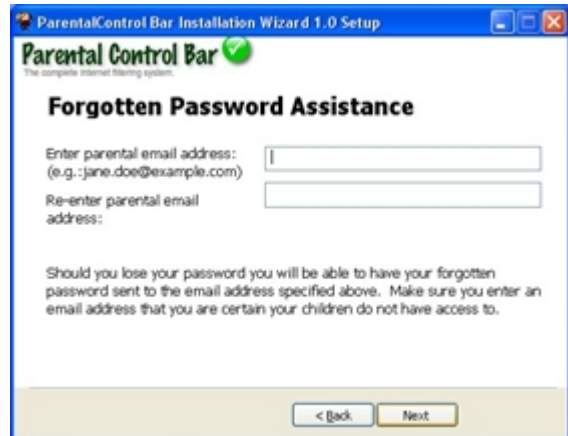 ParentalControl Bar Installation Wizard 1.0 Setup
Parental Control Bar
The complete internet filtering system.
Forgotten Password Assistance
Enter parental email address:
(e.g.:jane.doe@example.com)
Re-enter parental email
address:
Should you lose your password you will be able to have your forgotten
password sent to the email address specified above. Make sure you enter an
email address that you are certain your children do not have access to.
< Back Next